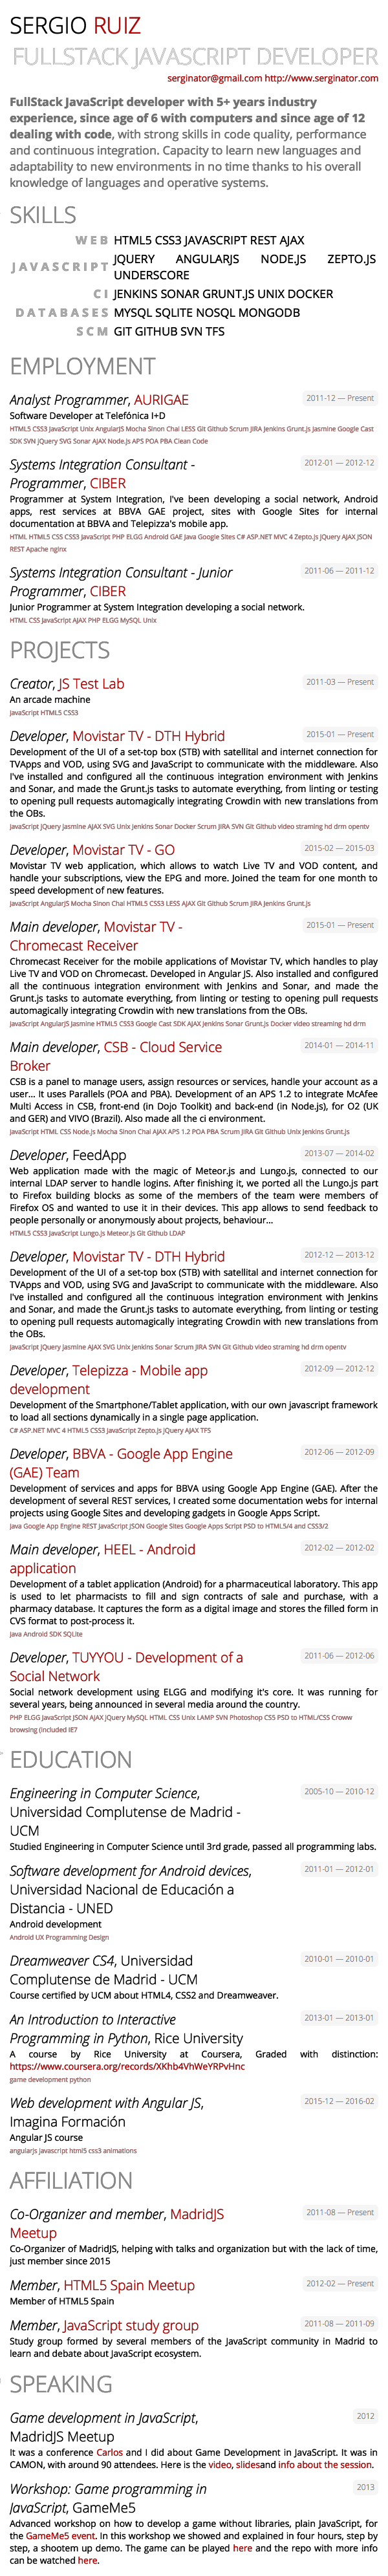 SERGIO RUIZ
FULLSTACK JAVASCRIPT DEVELOPER
serginator@gmail.com http://www.serginator.com
FullStack JavaScript developer with 5+ years industry
experience, since age of 6 with computers and since age of 12
dealing with code, with strong skills in code quality, performance
and continuous integration. Capacity to learn new languages and
adaptability to new environments in no time thanks to his overall
knowledge of languages and operative systems.
SKILLS
WEB HTML5 CSS3 JAVASCRIPT REST AJAX
JAVASCRIPT JQUERY ANGULARJS NODE.JS ZEPTO.JS
UNDERSCORE
CI JENKINS SONAR GRUNT.JS UNIX DOCKER
DATABASES MYSQL SQLITE NOSQL MONGODB
SCM GIT GITHUB SVN TFS
EMPLOYMENT
Analyst Programmer, AURIGAE 2011-12 — Present
Software Developer at Telefónica I+D
HTML5 CSS3 JavaScript Unix AngularJS Mocha Sinon Chai LESS Git Github Scrum JIRA Jenkins Grunt.js Jasmine Google Cast
SDK SVN jQuery SVG Sonar AJAX Node.js APS POA PBA Clean Code
Systems Integration Consultant - 2012-01 — 2012-12
Programmer, CIBER
Programmer at System Integration, I've been developing a social network, Android
apps, rest services at BBVA GAE project, sites with Google Sites for internal
documentation at BBVA and Telepizza's mobile app.
HTML HTML5 CSS CSS3 JavaScript PHP ELGG Android GAE Java Google Sites C# ASP.NET MVC 4 Zepto.js jQuery AJAX JSON
REST Apache nginx
Systems Integration Consultant - Junior 2011-06 — 2011-12
Programmer, CIBER
Junior Programmer at System Integration developing a social network.
HTML CSS JavaScript AJAX PHP ELGG MySQL Unix
PROJECTS
Creator, JS Test Lab 2011-03 — Present
An arcade machine
JavaScript HTML5 CSS3
Developer, Movistar TV - DTH Hybrid 2015-01 — Present
Development of the UI of a set-top box (STB) with satellital and internet connection for
TVApps and VOD, using SVG and JavaScript to communicate with the middleware. Also
I've installed and configured all the continuous integration environment with Jenkins
and Sonar, and made the Grunt.js tasks to automate everything, from linting or testing
to opening pull requests automagically integrating Crowdin with new translations from
the OBs.
JavaScript jQuery Jasmine AJAX SVG Unix Jenkins Sonar Docker Scrum JIRA SVN Git Github video straming hd drm opentv
Developer, Movistar TV - GO 2015-02 — 2015-03
Movistar TV web application, which allows to watch Live TV and VOD content, and
handle your subscriptions, view the EPG and more. Joined the team for one month to
speed development of new features.
JavaScript AngularJS Mocha Sinon Chai HTML5 CSS3 LESS AJAX Git Github Scrum JIRA Jenkins Grunt.js
Main developer, Movistar TV - 2015-01 — Present
Chromecast Receiver
Chromecast Receiver for the mobile applications of Movistar TV, which handles to play
Live TV and VOD on Chromecast. Developed in Angular JS. Also installed and configured
all the continuous integration environment with Jenkins and Sonar, and made the
Grunt.js tasks to automate everything, from linting or testing to opening pull requests
automagically integrating Crowdin with new translations from the OBs.
JavaScript AngularJS Jasmine HTML5 CSS3 Google Cast SDK AJAX Jenkins Sonar Grunt.js Docker video streaming hd drm
Main developer, CSB - Cloud Service 2014-01 — 2014-11
Broker
CSB is a panel to manage users, assign resources or services, handle your account as a
user... It uses Parallels (POA and PBA). Development of an APS 1.2 to integrate McAfee
Multi Access in CSB, front-end (in Dojo Toolkit) and back-end (in Node.js), for O2 (UK
and GER) and VIVO (Brazil). Also made all the ci environment.
JavaScript HTML CSS Node.js Mocha Sinon Chai AJAX APS 1.2 POA PBA Scrum JIRA Git Github Unix Jenkins Grunt.js
Developer, FeedApp 2013-07 — 2014-02
Web application made with the magic of Meteor.js and Lungo.js, connected to our
internal LDAP server to handle logins. After finishing it, we ported all the Lungo.js part
to Firefox building blocks as some of the members of the team were members of
Firefox OS and wanted to use it in their devices. This app allows to send feedback to
people personally or anonymously about projects, behaviour...
HTML5 CSS3 JavaScript Lungo.js Meteor.js Git Github LDAP
Developer, Movistar TV - DTH Hybrid 2012-12 — 2013-12
Development of the UI of a set-top box (STB) with satellital and internet connection for
TVApps and VOD, using SVG and JavaScript to communicate with the middleware. Also
I've installed and configured all the continuous integration environment with Jenkins
and Sonar, and made the Grunt.js tasks to automate everything, from linting or testing
to opening pull requests automagically integrating Crowdin with new translations from
the OBs.
JavaScript jQuery Jasmine AJAX SVG Unix Jenkins Sonar Scrum JIRA SVN Git Github video straming hd drm opentv
Developer, Telepizza - Mobile app 2012-09 — 2012-12
development
Development of the Smartphone/Tablet application, with our own javascript framework
to load all sections dynamically in a single page application.
C# ASP.NET MVC 4 HTML5 CSS3 JavaScript Zepto.js jQuery AJAX TFS
Developer, BBVA - Google App Engine 2012-06 — 2012-09
(GAE) Team
Development of services and apps for BBVA using Google App Engine (GAE). After the
development of several REST services, I created some documentation webs for internal
projects using Google Sites and developing gadgets in Google Apps Script.
Java Google App Engine REST JavaScript JSON Google Sites Google Apps Script PSD to HTML5/4 and CSS3/2
Main developer, HEEL - Android 2012-02 — 2012-02
application
Development of a tablet application (Android) for a pharmaceutical laboratory. This app
is used to let pharmacists to fill and sign contracts of sale and purchase, with a
pharmacy database. It captures the form as a digital image and stores the filled form in
CVS format to post-process it.
Java Android SDK SQLite
Developer, TUYYOU - Development of a 2011-06 — 2012-06
Social Network
Social network development using ELGG and modifying it's core. It was running for
several years, being announced in several media around the country.
PHP ELGG JavaScript JSON AJAX jQuery MySQL HTML CSS Unix LAMP SVN Photoshop CSS PSD to HTML/CSS Croww
browsing (included IE7
EDUCATION
Engineering in Computer Science, 2005-10 — 2010-12
Universidad Complutense de Madrid -
UCM
Studied Engineering in Computer Science until 3rd grade, passed all programming labs.
Software development for Android devices, 2011-01 — 2012-01
Universidad Nacional de Educación a
Distancia - UNED
Android development
Android UX Programming Design
Dreamweaver CS4, Universidad 2010-01 — 2010-01
Complutense de Madrid - UCM
Course certified by UCM about HTML4, CSS2 and Dreamweaver.
An Introduction to Interactive 2013-01 — 2013-01
Programming in Python, Rice University
A course by Rice University at Coursera, Graded with distinction:
https://www.coursera.org/records/XKhb4VhWeYRPvHnc
game development python
Web development with Angular JS, 2015-12 — 2016-02
Imagina Formación
Angular JS course
angularjs javascript html5 css3 animations
AFFILIATION
Co-Organizer and member, MadridJS 2011-08 — Present
Meetup
Co-Organizer of MadridJS, helping with talks and organization but with the lack of time,
just member since 2015
Member, HTML5 Spain Meetup 2012-02 — Present
Member of HTML5 Spain
Member, JavaScript study group 2011-08 — 2011-09
Study group formed by several members of the JavaScript community in Madrid to
learn and debate about JavaScript ecosystem.
SPEAKING
Game development in JavaScript, 2012
MadridJS Meetup
It was a conference Carlos and I did about Game Development in JavaScript. It was in
CAMON, with around 90 attendees. Here is the video, slidesand info about the session.
Workshop: Game programming in 2013
JavaScript, GameMe5
Advanced workshop on how to develop a game without libraries, plain JavaScript, for
the GameMe5 event. In this workshop we showed and explained in four hours, step by
step, a shootem up demo. The game can be played here and the repo with more info
can be watched here.